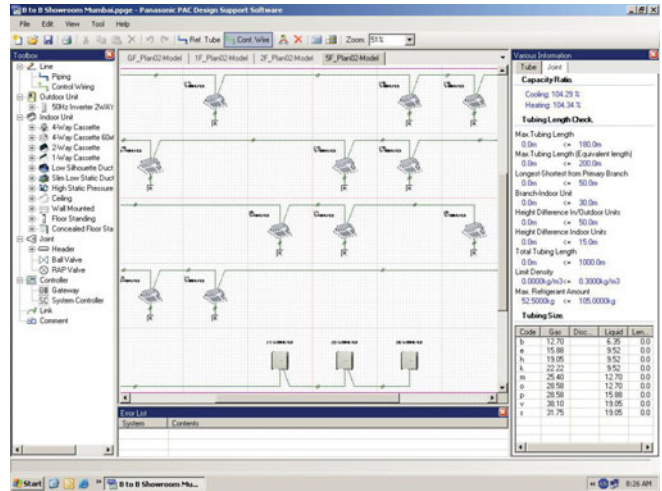 B to B Showroom Mumbai.ppge - Panasonic PAC Design Support Software
File Edit View Tool Help
Ref. Tube Cont. Wire Zoom: 51%
Toolbox
Line
Piping
Control Wiring
Outdoor Unit
50Hz Inverter 2WAY
Indoor Unit
4-Way Cassette
4-Way Cassette 60x6
2-Way Cassette
1-Way Cassette
Low Silhouette Duct
Slim Low Static Duct
High Static Pressure
Ceiling
Wall Mounted
Floor Standing
Concealed Floor Sta
Joint
Header
Ball Valve
RAP Valve
Controller
GW Gateway
SC System Controller
Link
Comment
GF_Plan02-Model 1F_Plan02-Model 2F_Plan02-Model 5F_Plan02-Model
Error List
System Contents
Various Information
Tube Joint
Capacity Ratio.
Cooling: 104.29 %
Heating: 104.34 %
Tubing Length Check.
Max.Tubing Length
0.0m <= 180.0m
Max.Tubing Length (Equivalent length)
0.0m <= 200.0m
Longest-Shortest from Primary Branch
0.0m <= 50.0m
Branch-Indoor Unit
0.0m <= 30.0m
Height Difference In/Outdoor Units
0.0m <= 50.0m
Height Difference Indoor Units
0.0m <= 15.0m
Total Tubing Length
0.0m <= 1000.0m
Limit Density
0.0000kg/m3<= 0.3000kg/m3
Max. Refrigerant Amount
52.5000kg <= 105.0000kg
Tubing Size.
Code Gas Disc... Liquid Len...
b 12.70 6.35 0.0
e 15.88 9.52 0.0
h 19.05 9.52 0.0
k 22.22 9.52 0.0
m 25.40 12.70 0.0
o 28.58 12.70 0.0
p 28.58 15.88 0.0
v 38.10 19.05 0.0
x 31.75 19.05 0.0
Start B to B Showroom Mu... 8:26 AM